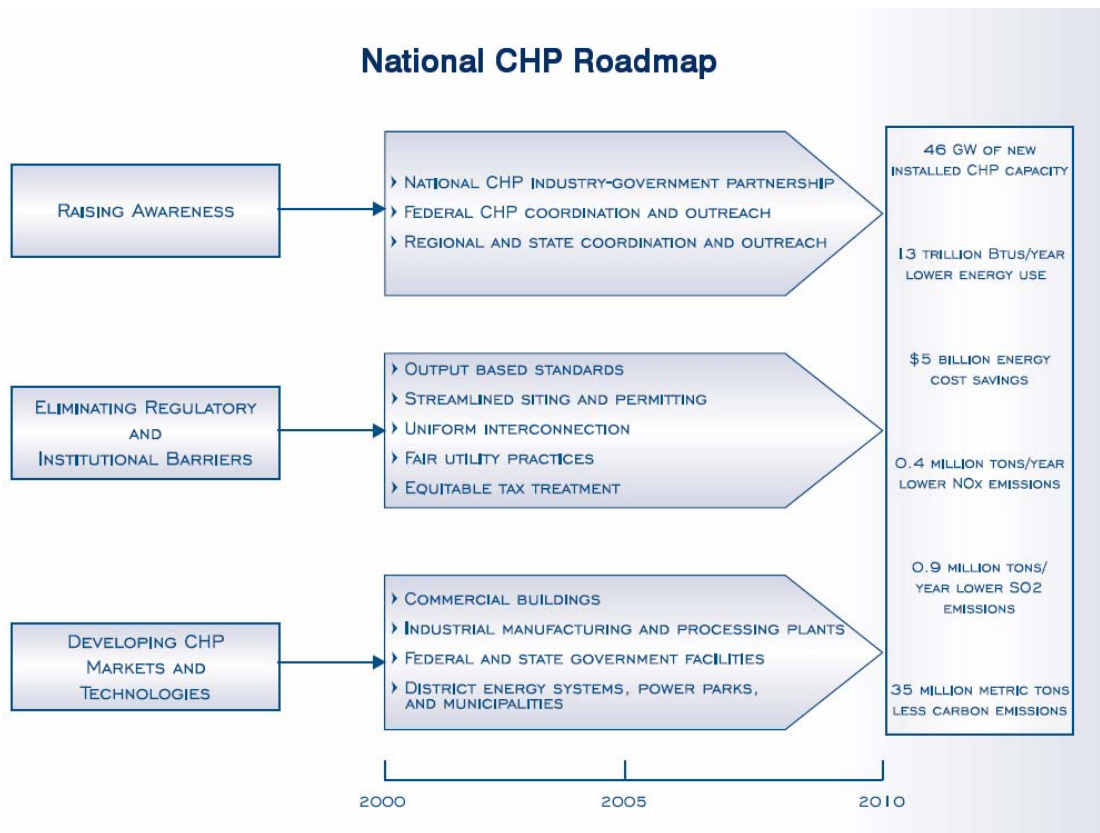 National CHP Roadmap
RAISING AWARENESS
› NATIONAL CHP INDUSTRY-GOVERNMENT PARTNERSHIP
› FEDERAL CHP COORDINATION AND OUTREACH
› REGIONAL AND STATE COORDINATION AND OUTREACH
ELIMINATING REGULATORY
AND
INSTITUTIONAL BARRIERS
› OUTPUT BASED STANDARDS
› STREAMLINED SITING AND PERMITTING
› UNIFORM INTERCONNECTION
› FAIR UTILITY PRACTICES
› EQUITABLE TAX TREATMENT
DEVELOPING CHP
MARKETS AND
TECHNOLOGIES
› COMMERCIAL BUILDINGS
› INDUSTRIAL MANUFACTURING AND PROCESSING PLANTS
› FEDERAL AND STATE GOVERNMENT FACILITIES
› DISTRICT ENERGY SYSTEMS, POWER PARKS,
AND MUNICIPALITIES
46 GW OF NEW
INSTALLED CHP CAPACITY
13 TRILLION BTUS/YEAR
LOWER ENERGY USE
$5 BILLION ENERGY
COST SAVINGS
0.4 MILLION TONS/YEAR
LOWER NOX EMISSIONS
0.9 MILLION TONS/
YEAR LOWER SO2
EMISSIONS
35 MILLION METRIC TONS
LESS CARBON EMISSIONS
2000
2005
2010